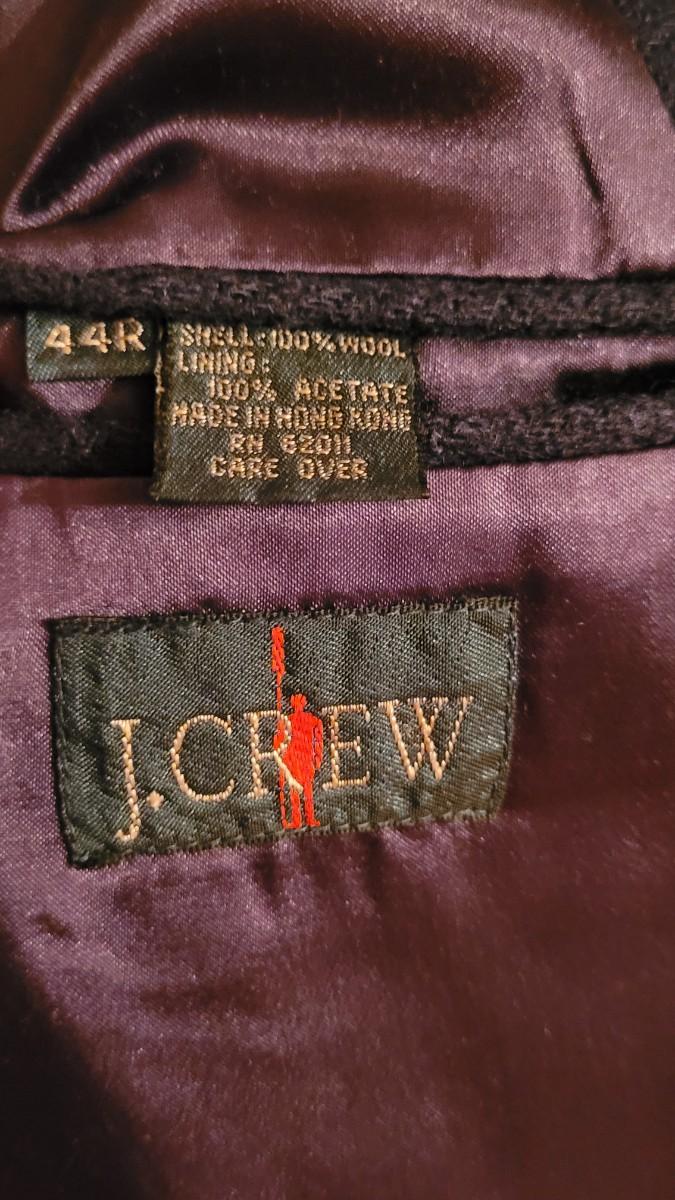 44R
SHELL:100% WOOL
LINING:
100% ACETATE
MADE IN HONG KONG
RN 62011
CARE OVER
J.CREW